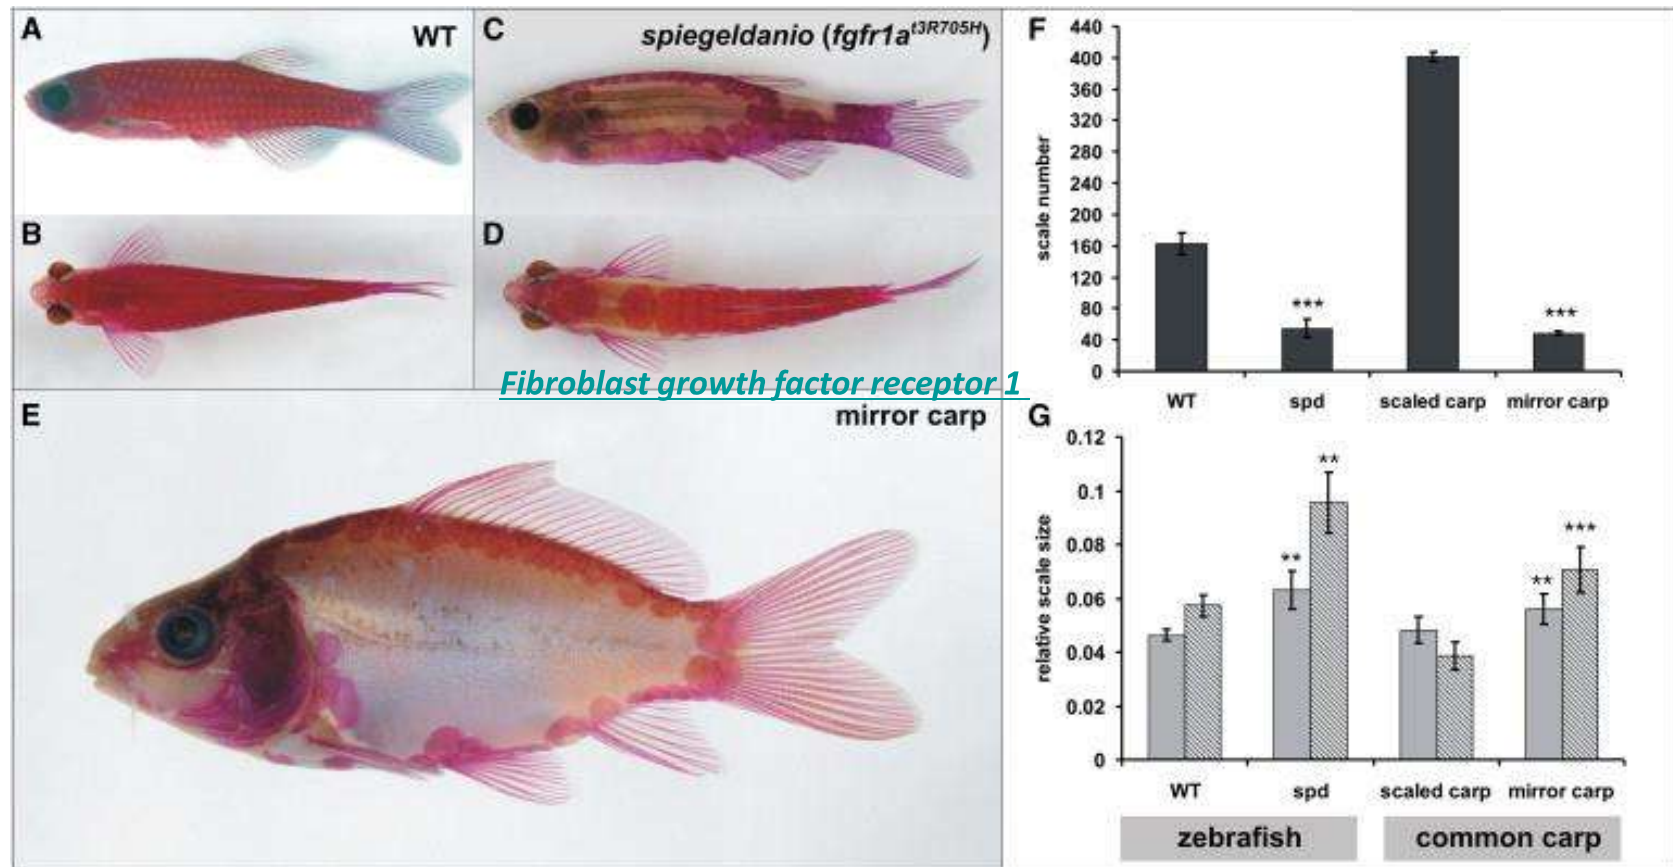 A
WT
C
spiegeldanio (fgfr1a^t3R705H)
B
D
Fibroblast growth factor receptor 1
E
mirror carp
F
scale number
440
400
360
320
280
240
200
160
120
80
40
0
***
***
WT
spd
scaled carp
mirror carp
G
relative scale size
0.12
0.1
0.08
0.06
0.04
0.02
0
**
**
**
***
WT
spd
scaled carp
mirror carp
zebrafish
common carp